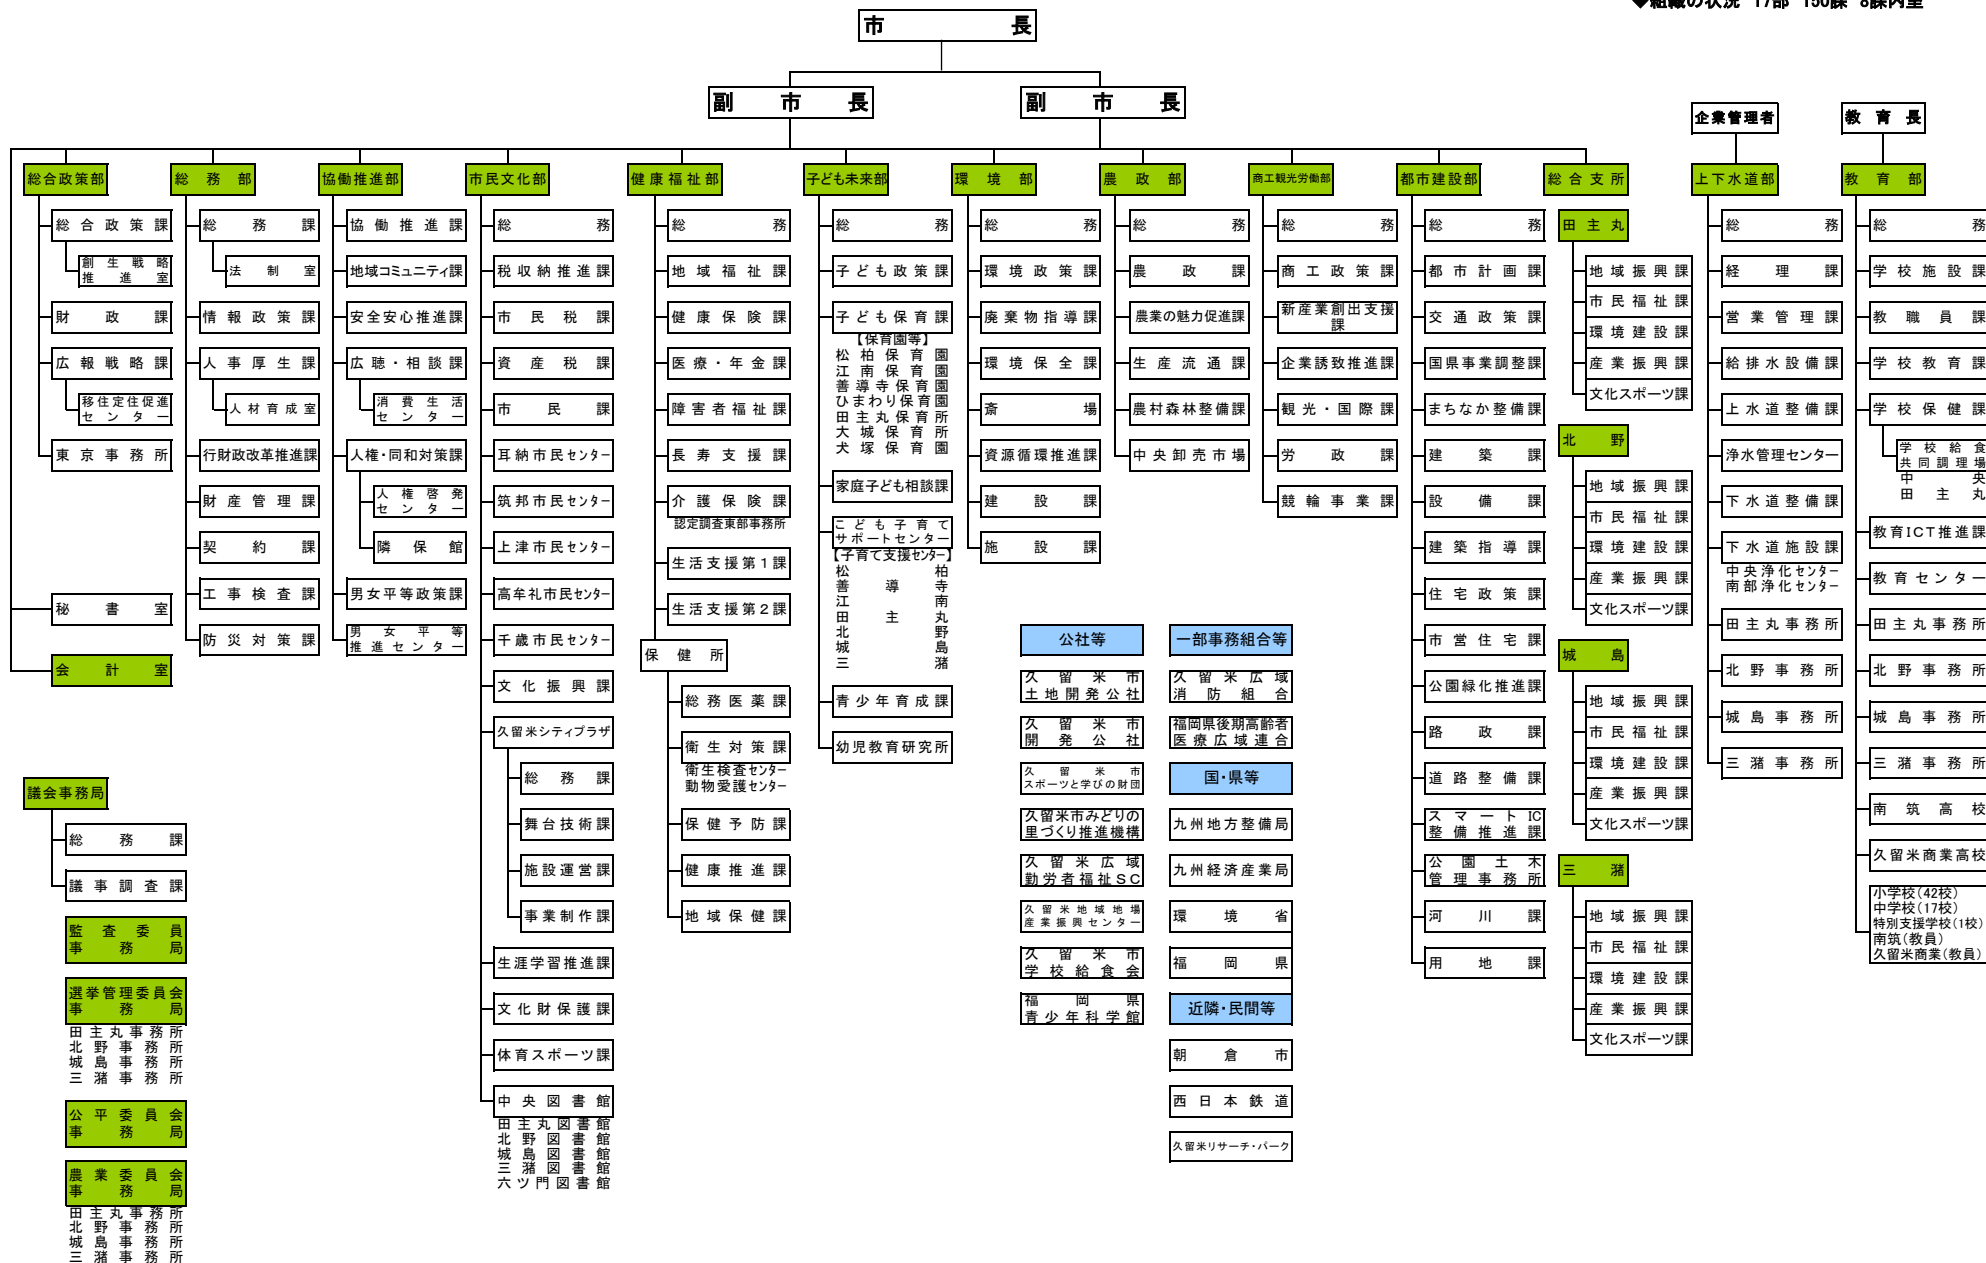 ◆組織の状況 17部 150課 8課内室
市長
副市長
副市長
企業管理者
教育長
総合政策部
総合政策課
創生戦略
推進室
財政課
広報戦略課
移住定住促進
センター
東京事務所
秘書室
会計室
議会事務局
総務課
議事調査課
監査委員
事務局
選挙管理委員会
事務局
田主丸事務所
北野事務所
城島事務所
三潴事務所
公平委員会
事務局
農業委員会
事務局
田主丸事務所
北野事務所
城島事務所
三潴事務所
総務部
総務課
法制室
情報政策課
人事厚生課
人材育成室
行財政改革推進課
財産管理課
契約課
工事検査課
防災対策課
協働推進部
協働推進課
地域コミュニティ課
安全安心推進課
広聴・相談課
消費生活
センター
人権・同和対策課
人権啓発
センター
隣保館
男女平等政策課
男女平等
推進センター
市民文化部
総務
税収納推進課
市民税課
資産税課
市民課
耳納市民センター
筑邦市民センター
上津市民センター
高牟礼市民センター
千歳市民センター
文化振興課
久留米シティプラザ
総務課
舞台技術課
施設運営課
事業制作課
生涯学習推進課
文化財保護課
体育スポーツ課
中央図書館
田主丸図書館
北野図書館
城島図書館
三潴図書館
六ツ門図書館
健康福祉部
総務
地域福祉課
健康保険課
医療・年金課
障害者福祉課
長寿支援課
介護保険課
認定調査東部事務所
生活支援第1課
生活支援第2課
保健所
総務医薬課
衛生対策課
衛生検査センター
動物愛護センター
保健予防課
健康推進課
地域保健課
子ども未来部
総務
子ども政策課
子ども保育課
【保育園等】
松柏保育園
江南保育園
善導寺保育園
ひまわり保育園
田主丸保育所
大城保育所
犬塚保育園
家庭子ども相談課
こども子育て
サポートセンター
【子育て支援センター】
松柏
善導寺
江南
田主丸
北野
城島
三潴
青少年育成課
幼児教育研究所
環境部
総務
環境政策課
廃棄物指導課
環境保全課
斎場
資源循環推進課
建設課
施設課
農政部
総務
農政課
農業の魅力促進課
生産流通課
農村森林整備課
中央卸売市場
商工観光労働部
総務
商工政策課
新産業創出支援
課
企業誘致推進課
観光・国際課
労政課
競輪事業課
公社等
久留米市
土地開発公社
久留米市
開発公社
久留米市
スポーツと学びの財団
久留米市みどりの
里づくり推進機構
久留米広域
勤労者福祉SC
久留米地域地場
産業振興センター
久留米市
学校給食会
福岡県
青少年科学館
一部事務組合等
久留米広域
消防組合
福岡県後期高齢者
医療広域連合
国・県等
九州地方整備局
九州経済産業局
環境省
福岡県
近隣・民間等
朝倉市
西日本鉄道
久留米リサーチ・パーク
都市建設部
総務
都市計画課
交通政策課
国県事業調整課
まちなか整備課
建築課
設備課
建築指導課
住宅政策課
市営住宅課
公園緑化推進課
路政課
道路整備課
スマートIC
整備推進課
公園土木
管理事務所
河川課
用地課
総合支所
田主丸
地域振興課
市民福祉課
環境建設課
産業振興課
文化スポーツ課
北野
地域振興課
市民福祉課
環境建設課
産業振興課
文化スポーツ課
城島
地域振興課
市民福祉課
環境建設課
産業振興課
文化スポーツ課
三潴
地域振興課
市民福祉課
環境建設課
産業振興課
文化スポーツ課
上下水道部
総務
経理課
営業管理課
給排水設備課
上水道整備課
浄水管理センター
下水道整備課
下水道施設課
中央浄化センター
南部浄化センター
田主丸事務所
北野事務所
城島事務所
三潴事務所
教育部
総務
学校施設課
教職員課
学校教育課
学校保健課
学校給食
共同調理場
中央
田主丸
教育ICT推進課
教育センター
田主丸事務所
北野事務所
城島事務所
三潴事務所
南筑高校
久留米商業高校
小学校(42校)
中学校(17校)
特別支援学校(1校)
南筑(教員)
久留米商業(教員)